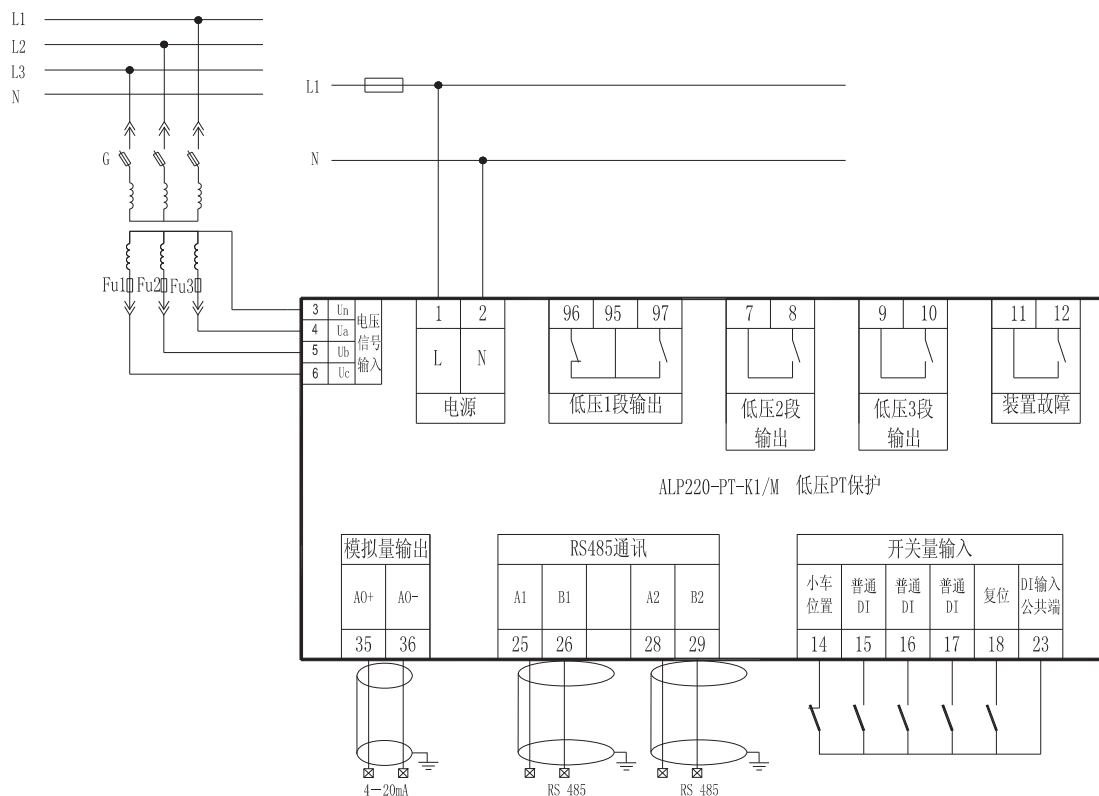 L1
L2
L3
N
L1
N
G
Fu1 Fu2 Fu3
3 Un
4 Ua
5 Ub
6 Uc
电压
信号
输入
1 2
L N
电源
96 95 97
低压1段输出
7 8
低压2段
输出
9 10
低压3段
输出
11 12
装置故障
ALP220-PT-K1/M 低压PT保护
模拟量输出
AO+ AO-
35 36
4-20mA
RS485通讯
A1 B1 A2 B2
25 26 28 29
RS 485 RS 485
开关量输入
小车
位置
普通
DI
普通
DI
普通
DI
复位
DI输入
公共端
14 15 16 17 18 23